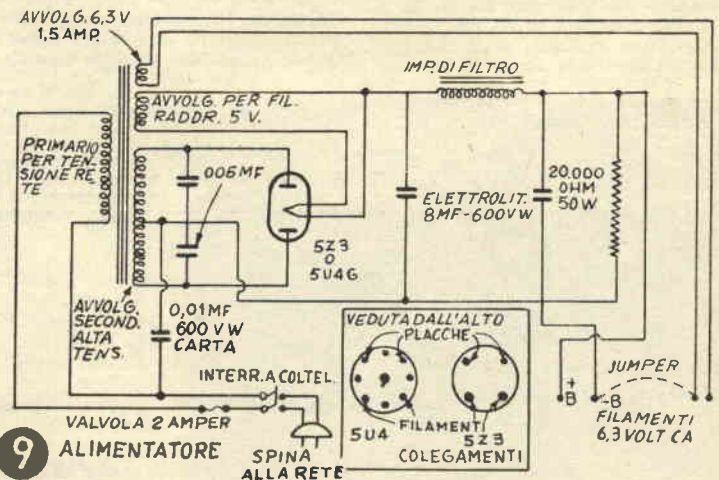 AVVOLG. 6,3 V
1,5 AMP.
IMP. DI FILTRO
AVVOLG. PER FIL.
RADDR. 5 V.
PRIMARIO
PER TEN-
SIONE RE
TE
005 MF
ELETTROLIT.
8MF-600VW
20.000
OHM
50 W
5Z3
O
5U4G
AVVOLG.
SECOND.
ALTA
TENS.
0,01MF
600 VW
CARTA
VEDUTA DALL'ALTO
PLACCHE
INTERR. A COLTEL.
JUMPER
+
B
-B
FILAMENTI
6,3 VOLT CA
5U4
FILAMENTI
5Z3
COLEGAMENTI
VALVOLA 2 AMPER
9 ALIMENTATORE
SPINA
ALLA RETE